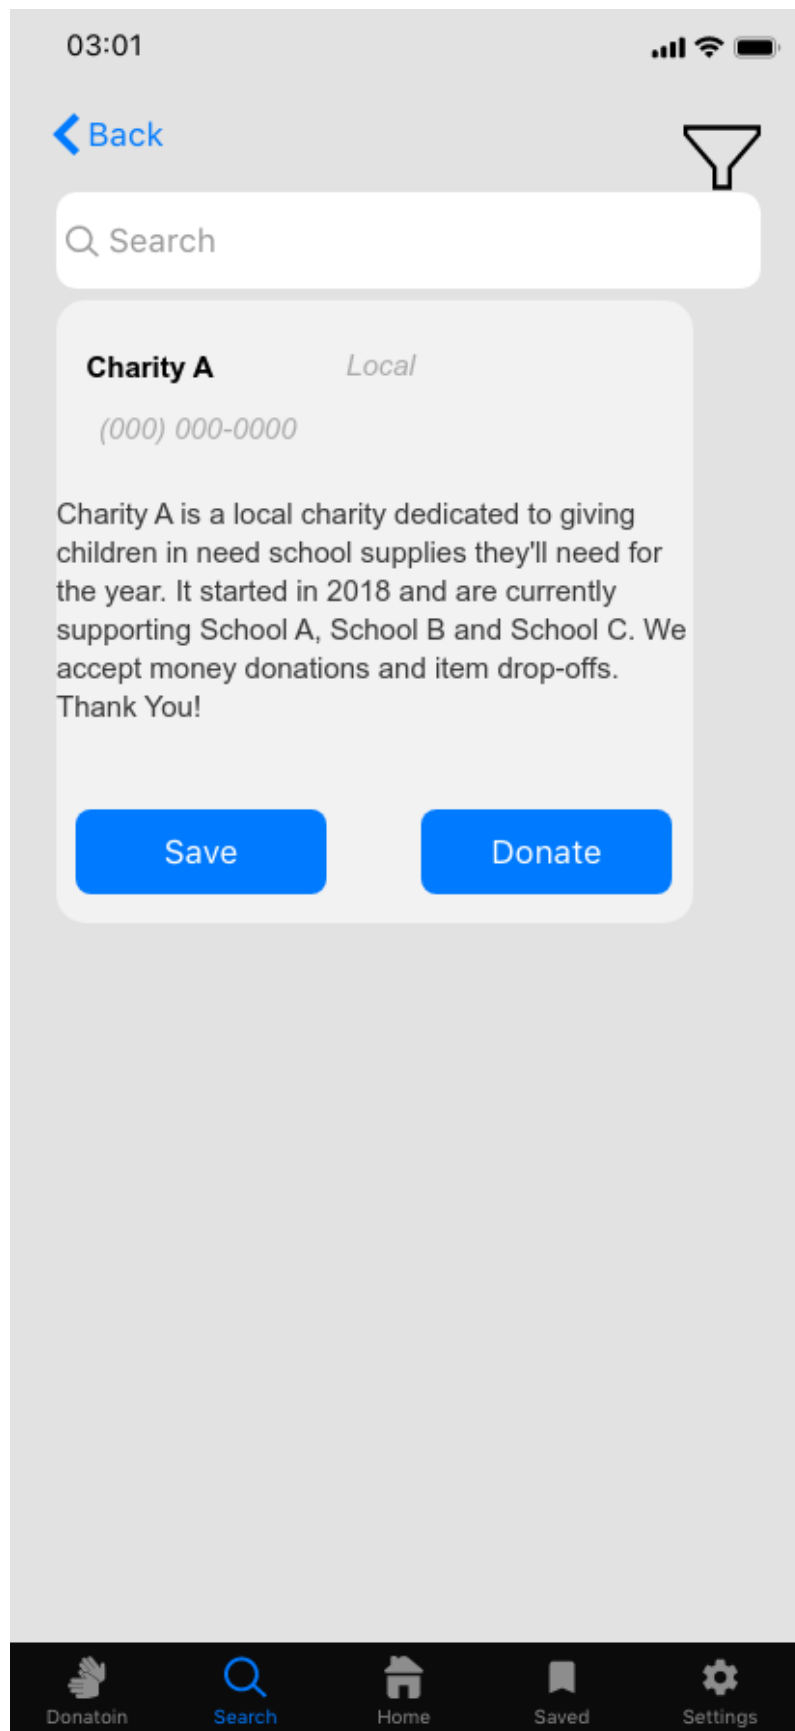 03:01
Back
Search
Charity A Local
(000) 000-0000
Charity A is a local charity dedicated to giving
children in need school supplies they'll need for
the year. It started in 2018 and are currently
supporting School A, School B and School C. We
accept money donations and item drop-offs.
Thank You!
Save Donate
Donatoin Search Home Saved Settings